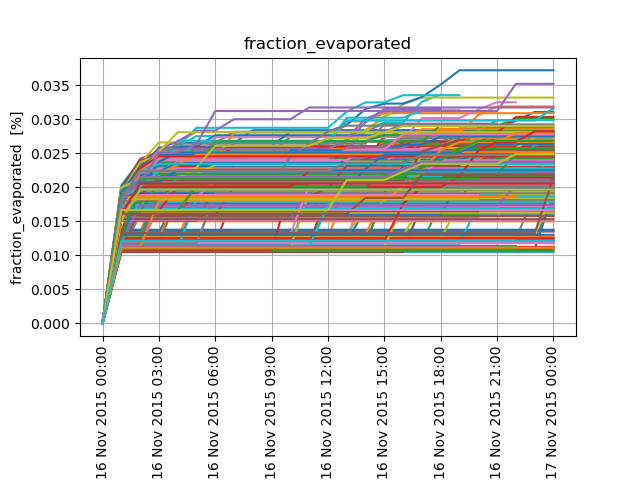 fraction_evaporated
fraction_evaporated [%]
0.035
0.030
0.025
0.020
0.015
0.010
0.005
0.000
16 Nov 2015 00:00
16 Nov 2015 03:00
16 Nov 2015 06:00
16 Nov 2015 09:00
16 Nov 2015 12:00
16 Nov 2015 15:00
16 Nov 2015 18:00
16 Nov 2015 21:00
17 Nov 2015 00:00